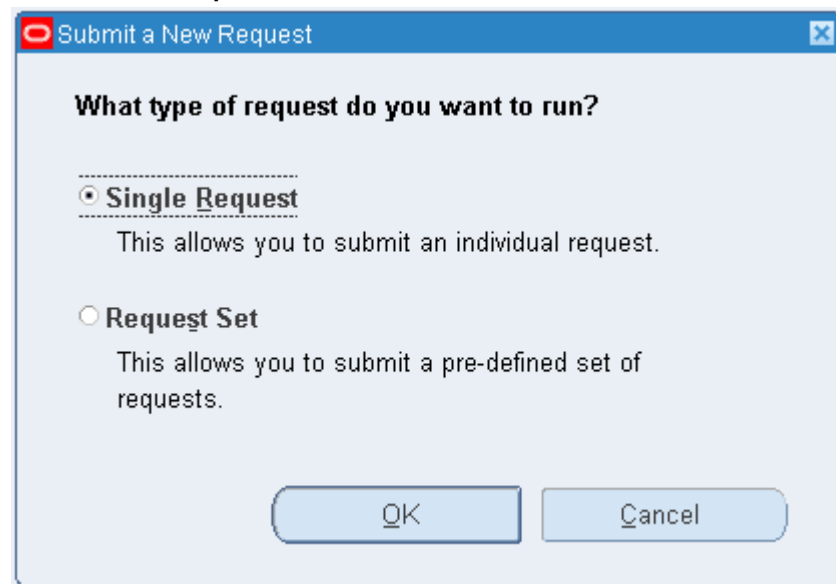 Submit a New Request
What type of request do you want to run?
Single Request
This allows you to submit an individual request.
Request Set
This allows you to submit a pre-defined set of
requests.
OK
Cancel